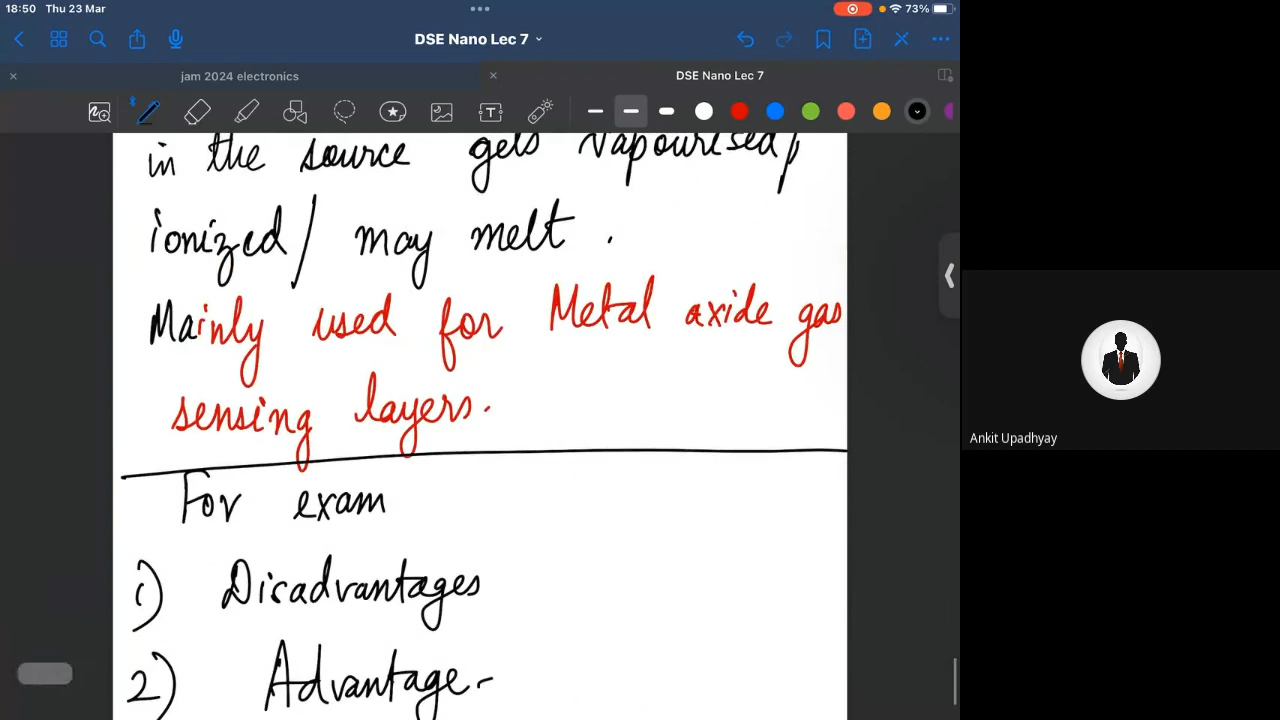 18:50 Thu 23 Mar
73%
DSE Nano Lec 7
jam 2024 electronics
DSE Nano Lec 7
in the source gets vapourised/
ionized/ may melt.
Mainly used for Metal oxide gas
sensing layers.
For exam
1) Disadvantages
2) Advantage-
Ankit Upadhyay